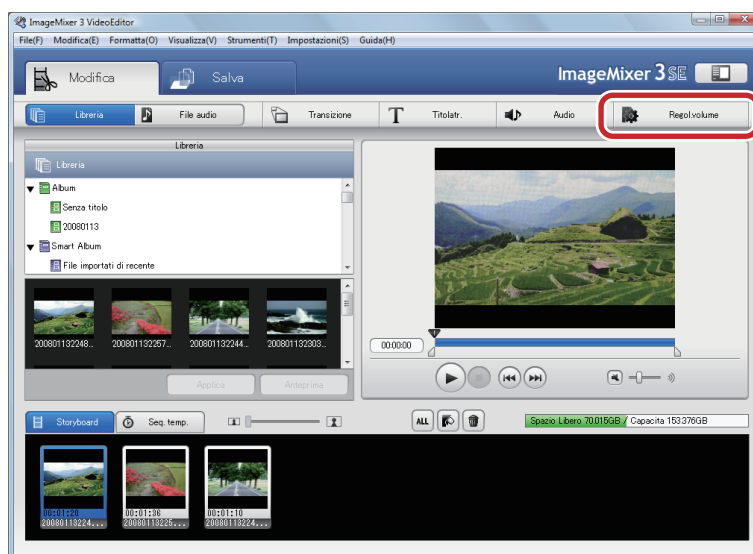 ImageMixer 3 VideoEditor
File(F) Modifica(E) Formatta(O) Visualizza(V) Strumenti(T) Impostazioni(S) Guida(H)
Modifica Salva ImageMixer 3 SE
Libreria File audio Transizione T Titolatr. Audio Regol.volume
Libreria
Libreria
Album
Senza titolo
20080113
Smart Album
File importati di recente
200801132248... 200801132257... 200801132244... 200801132303...
00:00:00
Applica Anteprima
Storyboard Seq. temp. ALL Spazio Libero 70.015GB / Capacita 153.376GB
00:01:20 00:01:36 00:01:10
20080113224... 20080113225... 20080113224...